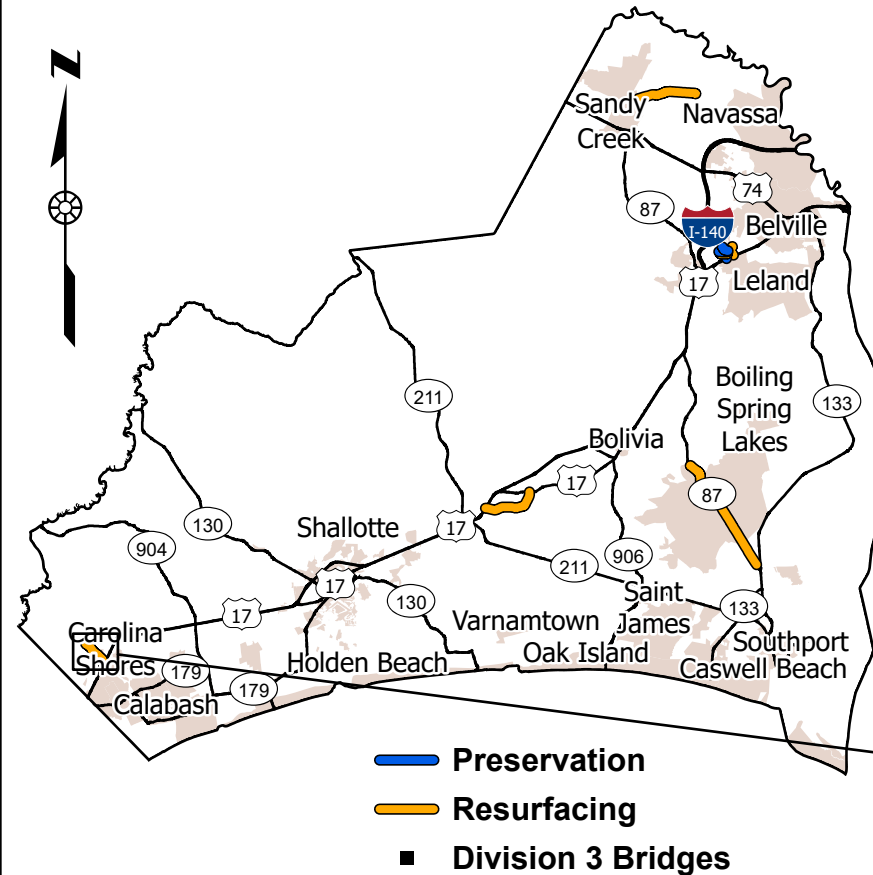 N
Sandy
Creek
Navassa
74
87
I-140
Belville
17
Leland
Boiling
Spring
Lakes
133
211
Bolivia
17
87
130
Shallotte
17
904
211
906
17
Saint
James
130
133
17
Varnamtown
Carolina
Shores
Oak Island
Southport
Holden Beach
Caswell Beach
179
179
Calabash
Preservation
Resurfacing
Division 3 Bridges